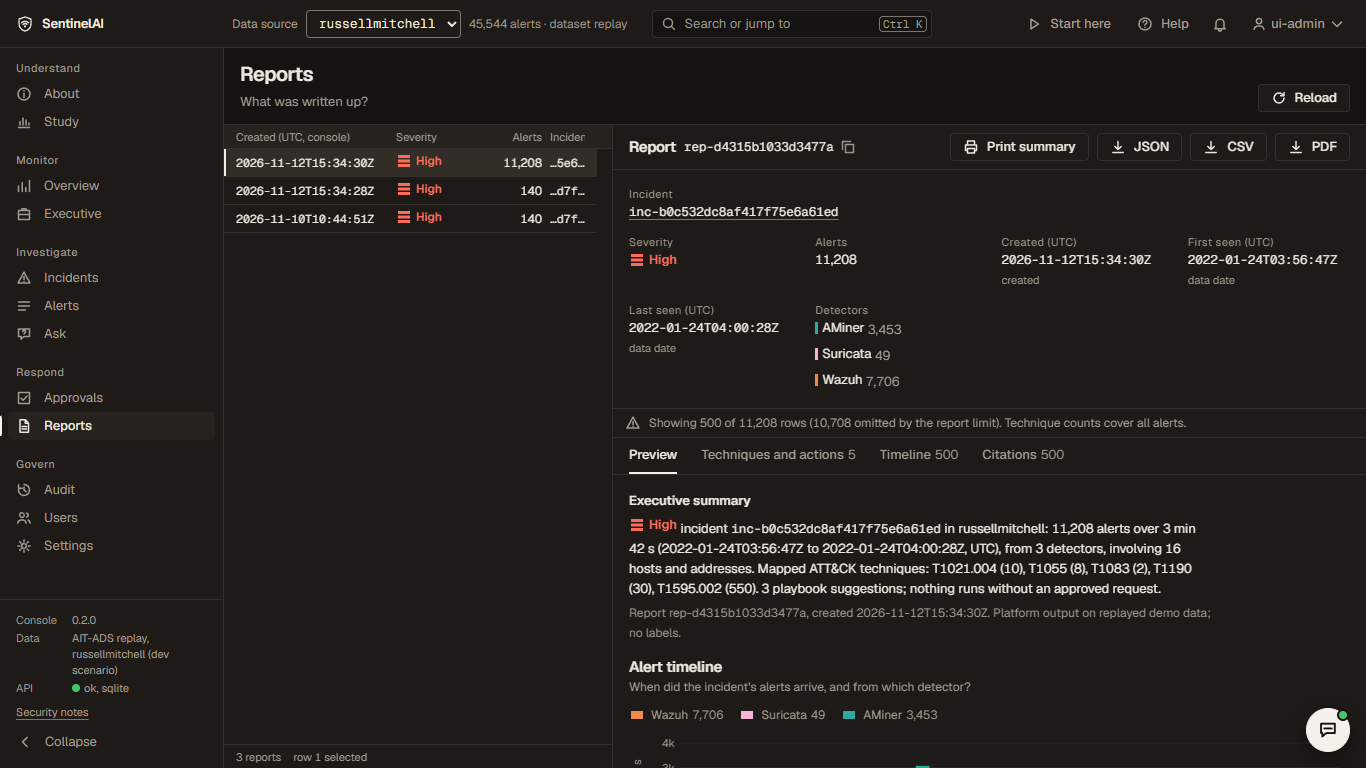 SentinelAI
Data source russellmitchell 45,544 alerts · dataset replay
Search or jump to Ctrl K
Start here
Help
ui-admin
Understand
About
Study
Monitor
Overview
Executive
Investigate
Incidents
Alerts
Ask
Respond
Approvals
Reports
Govern
Audit
Users
Settings
Console 0.2.0
Data AIT-ADS replay,
russellmitchell (dev
scenario)
API ok, sqlite
Security notes
Collapse
Reports
What was written up?
Reload
Created (UTC, console) Severity Alerts Inciden
2026-11-12T15:34:30Z High 11,208 …5e6…
2026-11-12T15:34:28Z High 140 …d7f…
2026-11-10T10:44:51Z High 140 …d7f…
3 reports row 1 selected
Report rep-d4315b1033d3477a
Print summary
JSON
CSV
PDF
Incident
inc-b0c532dc8af417f75e6a61ed
Severity Alerts Created (UTC) First seen (UTC)
High 11,208 2026-11-12T15:34:30Z 2022-01-24T03:56:47Z
created data date
Last seen (UTC) Detectors
2022-01-24T04:00:28Z AMiner 3,453
data date
Suricata 49
Wazuh 7,706
Showing 500 of 11,208 rows (10,708 omitted by the report limit). Technique counts cover all alerts.
Preview Techniques and actions 5 Timeline 500 Citations 500
Executive summary
High incident inc-b0c532dc8af417f75e6a61ed in russellmitchell: 11,208 alerts over 3 min
42 s (2022-01-24T03:56:47Z to 2022-01-24T04:00:28Z, UTC), from 3 detectors, involving 16
hosts and addresses. Mapped ATT&CK techniques: T1021.004 (10), T1055 (8), T1083 (2), T1190
(30), T1595.002 (550). 3 playbook suggestions; nothing runs without an approved request.
Report rep-d4315b1033d3477a, created 2026-11-12T15:34:30Z. Platform output on replayed demo data;
no labels.
Alert timeline
When did the incident's alerts arrive, and from which detector?
Wazuh 7,706 Suricata 49 AMiner 3,453
4k